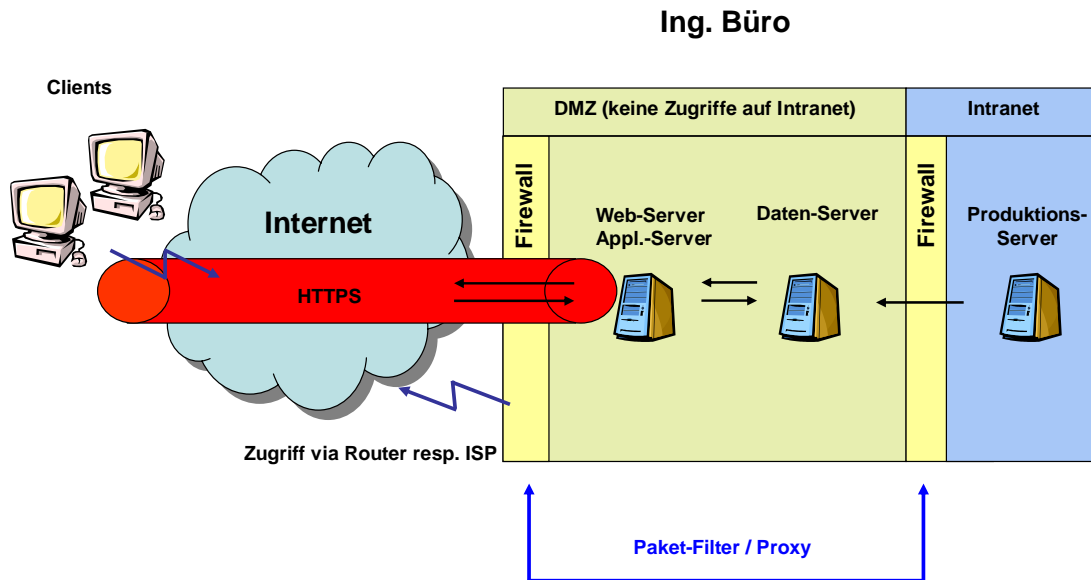 Ing. Büro
Clients
DMZ (keine Zugriffe auf Intranet)
Intranet
Firewall
Firewall
Internet
Web-Server
Appl.-Server
Daten-Server
Produktions-
Server
HTTPS
Zugriff via Router resp. ISP
Paket-Filter / Proxy